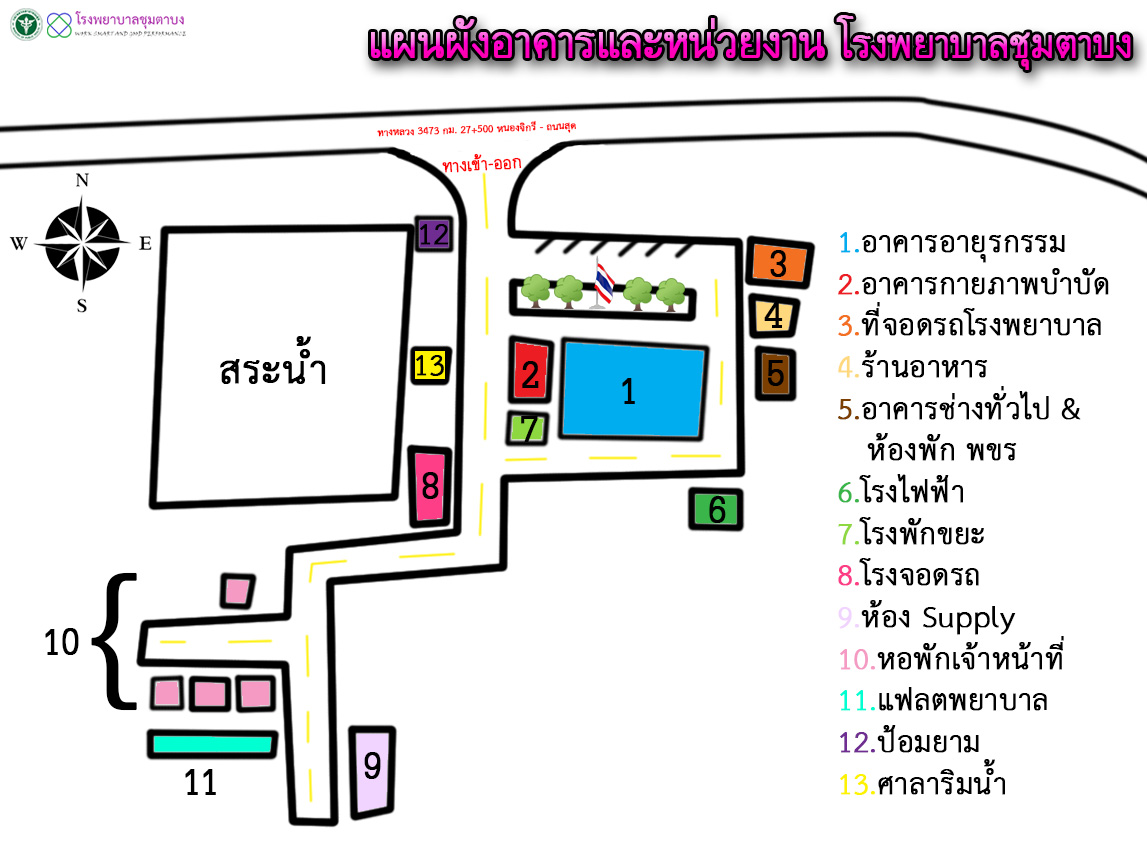 โรงพยาบาลชุมตาบง
WORK SMART AND 2MD PERFORMANCE
แผนผังอาคารและหน่วยงาน โรงพยาบาลชุมตาบง
ทางหลวง 3473 กม. 27+500 หนองจิกรี - ถนนสุด
ทางเข้า-ออก
N
W
E
S
สระน้ำ
12
13
8
2
7
1
3
4
5
6
10
11
9
1.อาคารอายุรกรรม
2.อาคารกายภาพบำบัด
3.ที่จอดรถโรงพยาบาล
4.ร้านอาหาร
5.อาคารช่างทั่วไป &
ห้องพัก พขร
6.โรงไฟฟ้า
7.โรงพักขยะ
8.โรงจอดรถ
9.ห้อง Supply
10.หอพักเจ้าหน้าที่
11.แฟลตพยาบาล
12.ป้อมยาม
13.ศาลาริมน้ำ